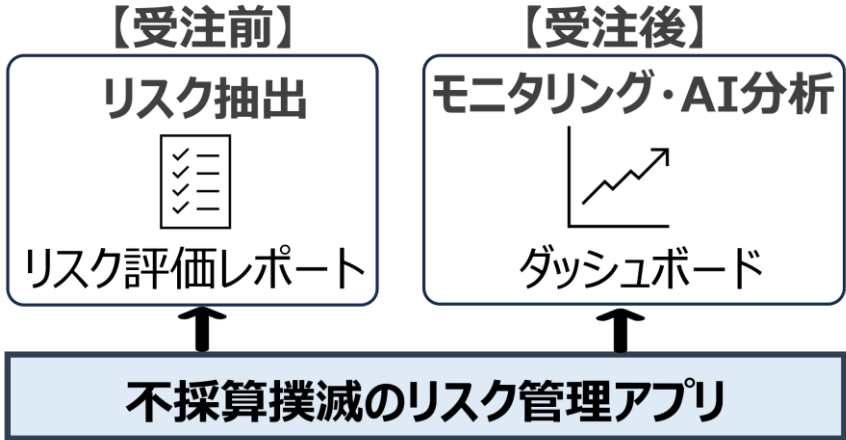 【受注前】
リスク抽出
リスク評価レポート
【受注後】
モニタリング・AI分析
ダッシュボード
不採算撲滅のリスク管理アプリ